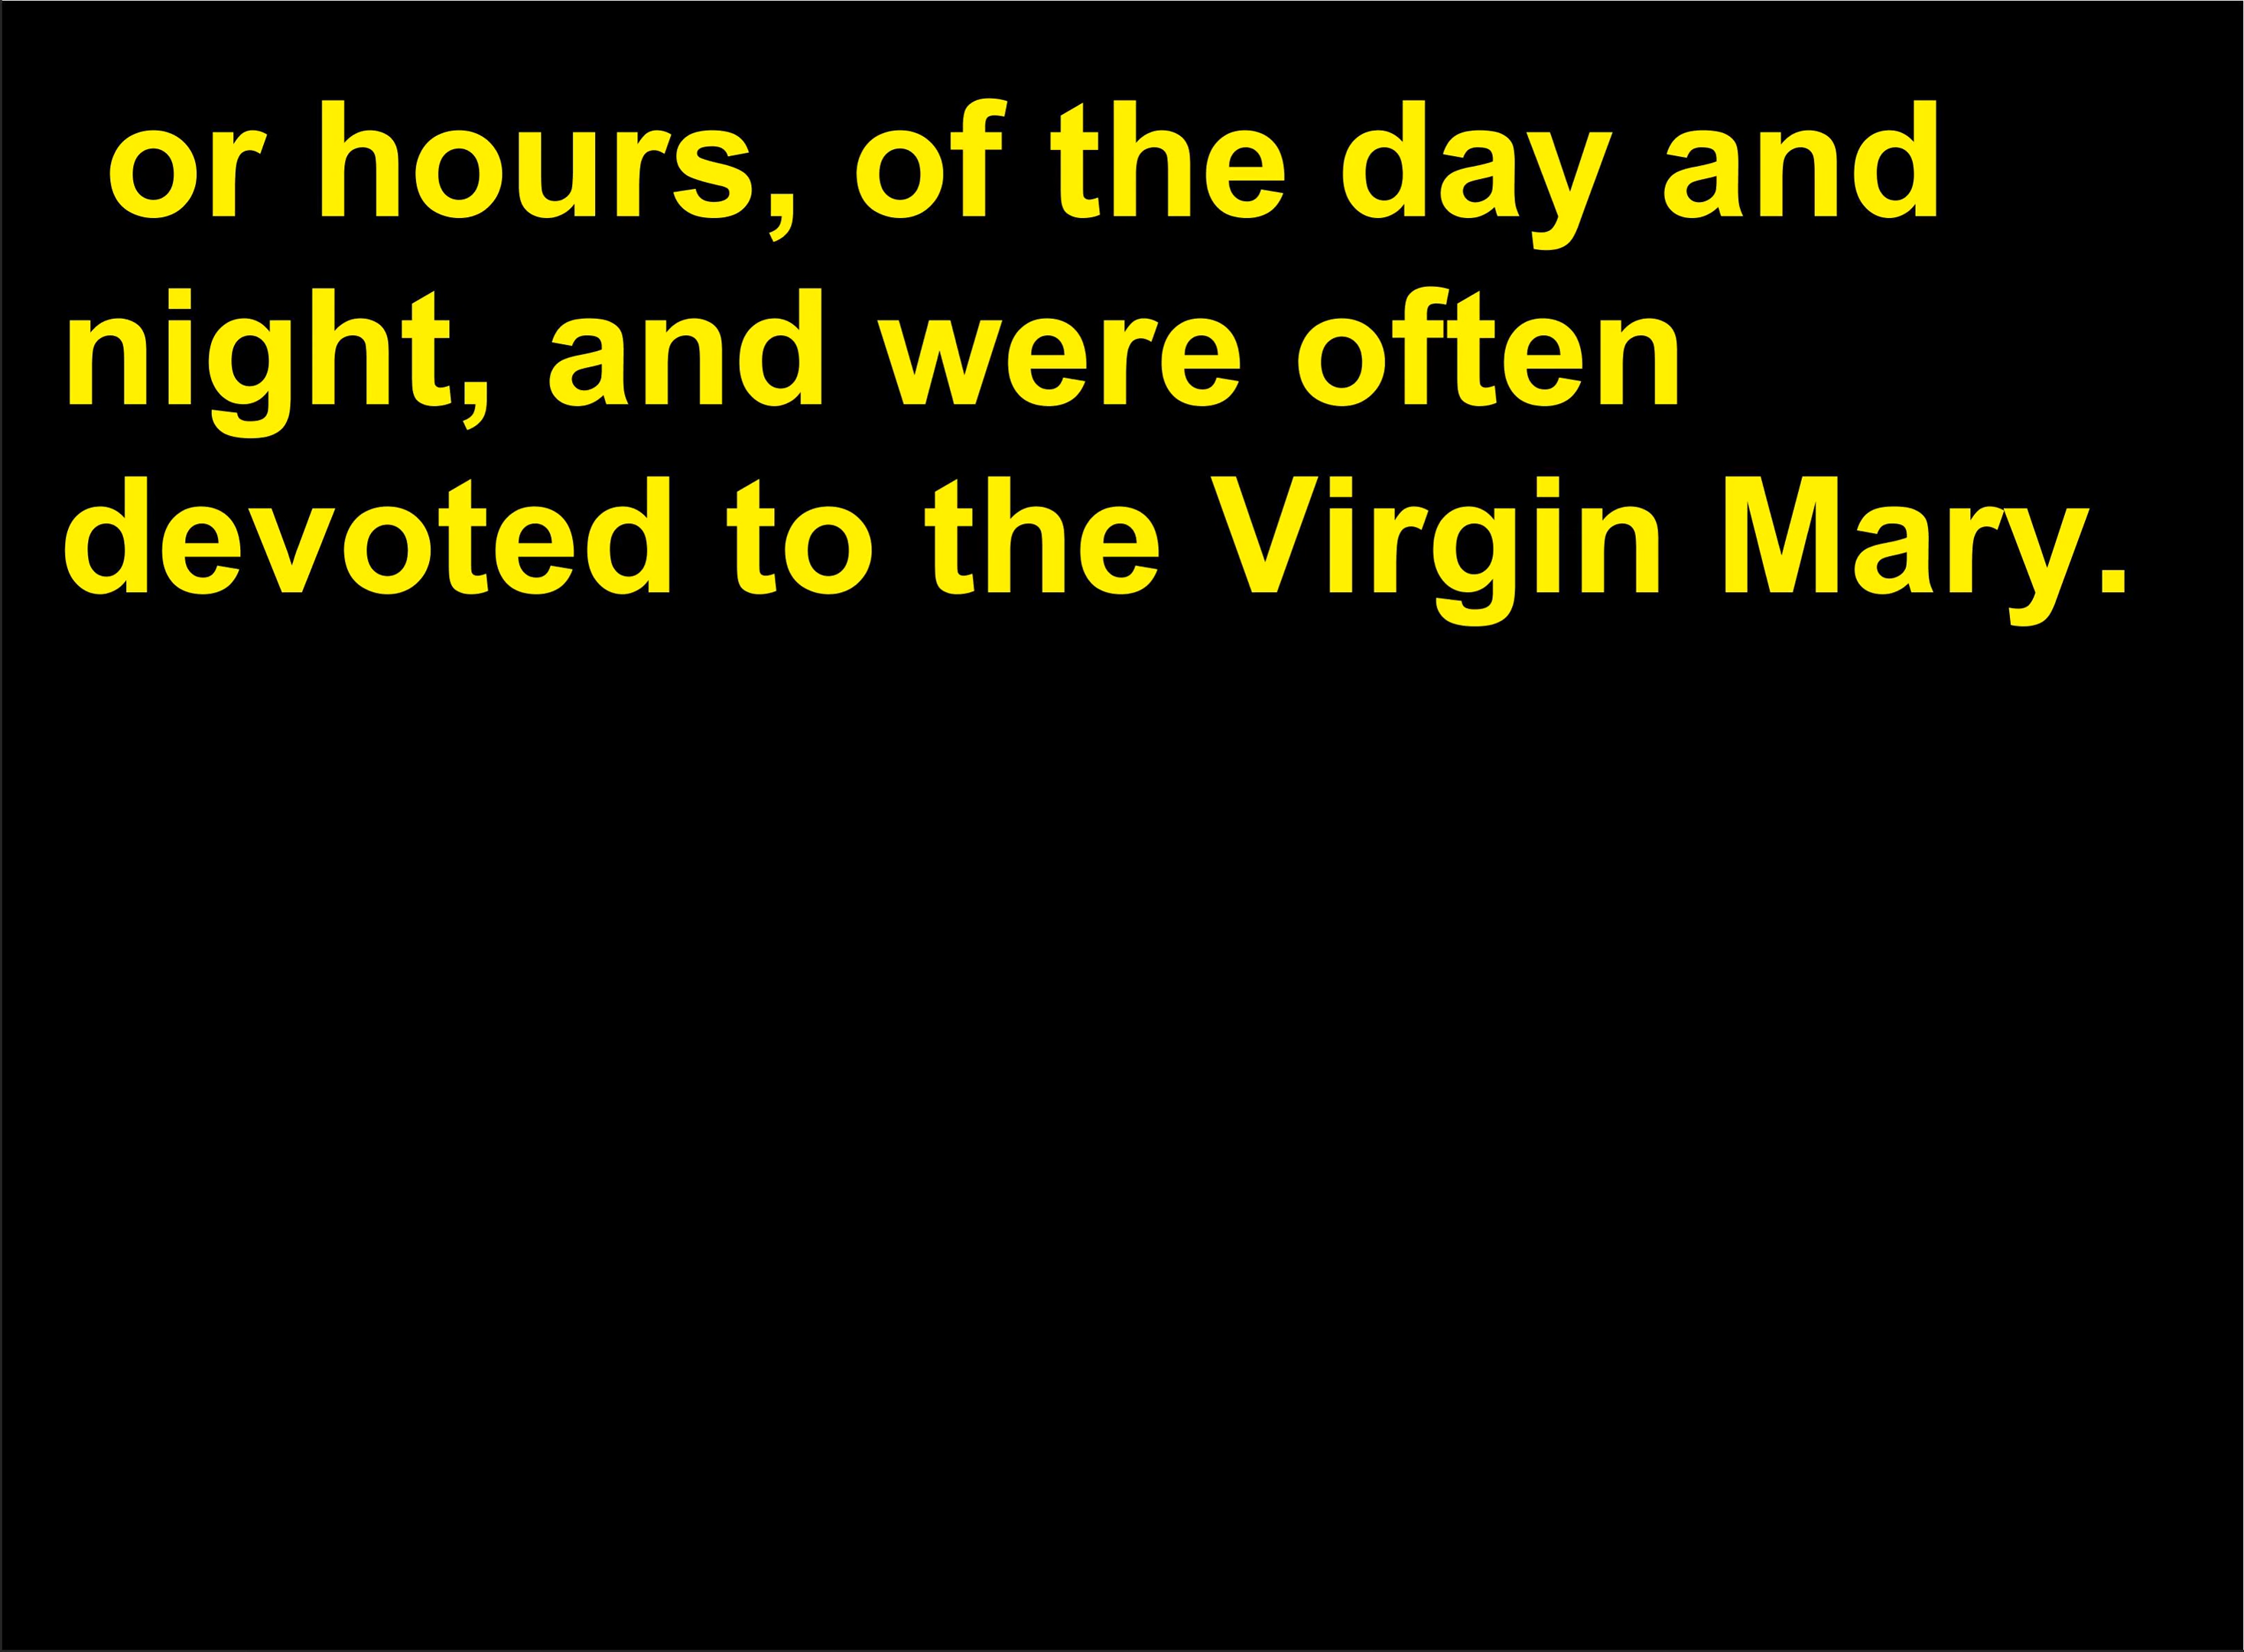 or hours, of the day and
night, and were often
devoted to the Virgin Mary.